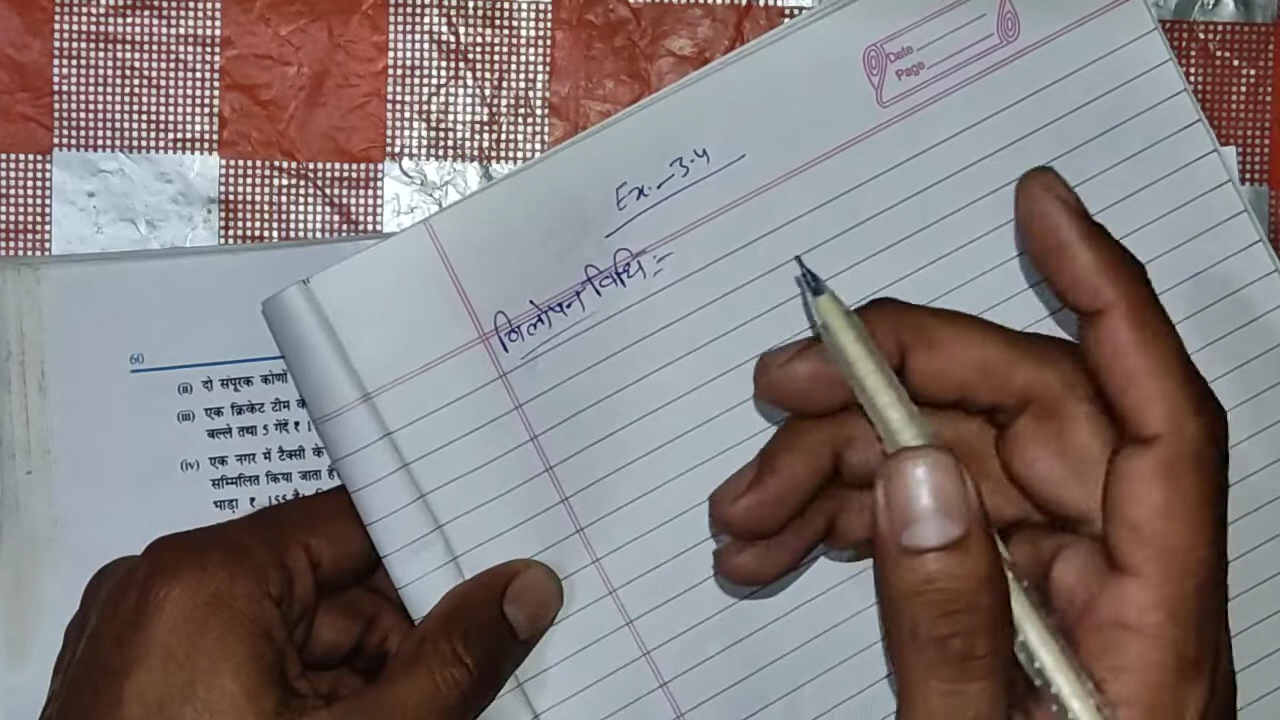 Date
Page
Ex.-3.4
विलोपन विधि :-
60
(ii) दो संपूरक कोणों
(iii) एक क्रिकेट टीम
बल्ले तथा 5 गेंदें ₹ 1
(iv) एक नगर में टैक्सी के
सम्मिलित किया जाता है
भाड़ा ₹ 155 है।